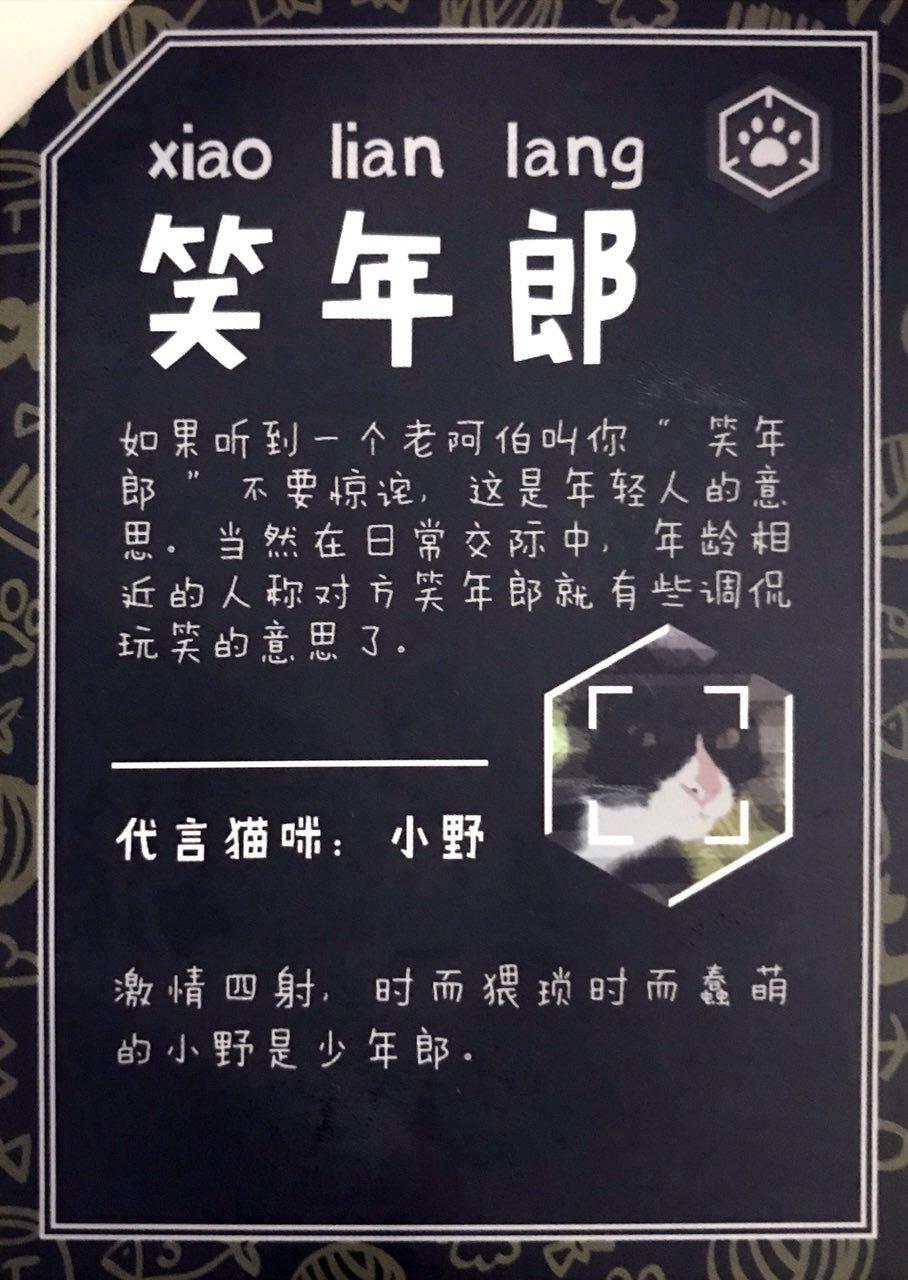 xiao lian lang
笑年郎
如果听到一个老阿伯叫你“笑年
郎”不要惊诧，这是年轻人的意
思。当然在日常交际中，年龄相
近的人称对方笑年郎就有些调侃
玩笑的意思了。
代言猫咪：小野
激情四射，时而猥琐时而蠢萌
的小野是少年郎。